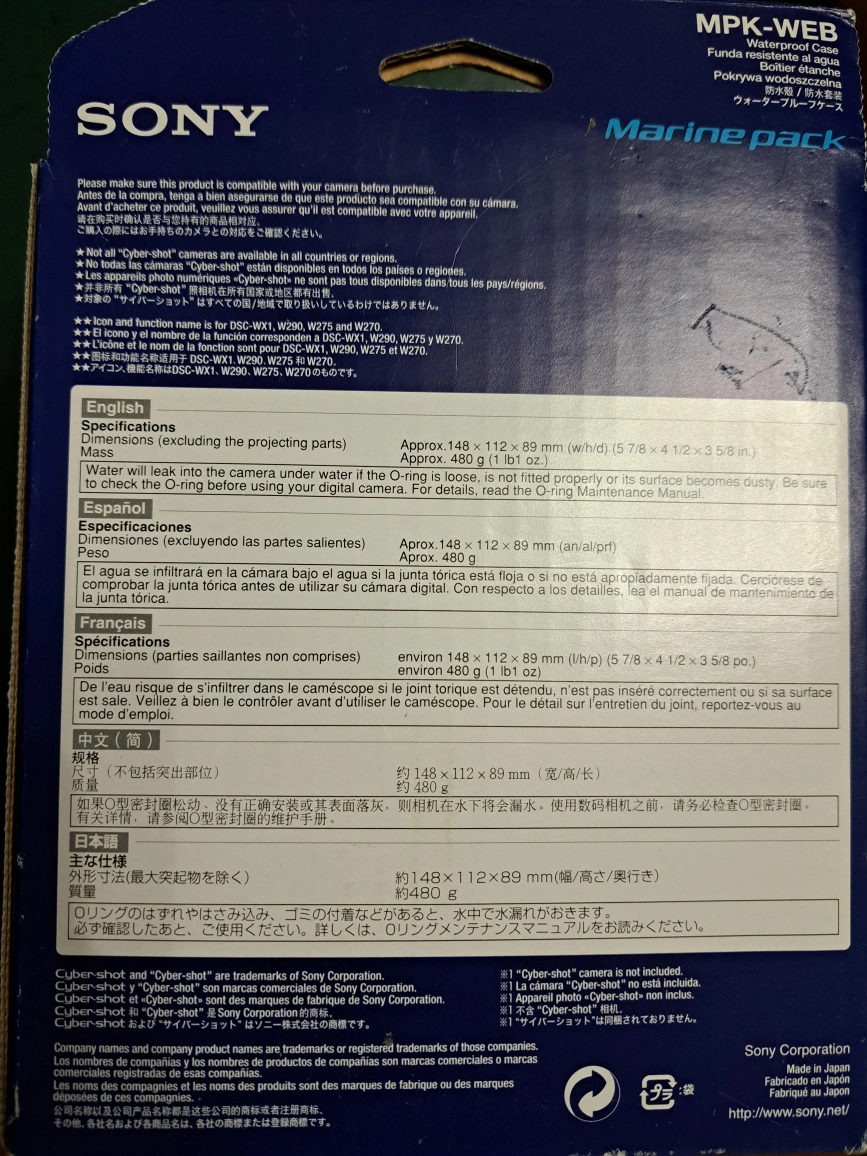 MPK-WEB
Waterproof Case
Funda resistente al agua
Boîtier étanche
Pokrywa wodoszczelna
防水殼 / 防水套装
ウォータープルーフケース
SONY
Marine pack
Please make sure this product is compatible with your camera before purchase.
Antes de la compra, tenga a bien asegurarse de que este producto sea compatible con su cámara.
Avant d'acheter ce produit, veuillez vous assurer qu'il est compatible avec votre appareil.
请在购买时确认是否与您持有的商品相对应。
ご購入の際にはお手持ちのカメラとの対応をご確認ください。
★Not all "Cyber-shot" cameras are available in all countries or regions.
★No todas las cámaras "Cyber-shot" están disponibles en todos los países o regiones.
★Les appareils photo numériques «Cyber-shot» ne sont pas tous disponibles dans tous les pays/régions.
★并非所有 "Cyber-shot" 照相机在所有国家或地区都有出售。
★対象の "サイバーショット" はすべての国/地域で取り扱いしているわけではありません。
★★Icon and function name is for DSC-WX1, W290, W275 and W270.
★★El icono y el nombre de la función corresponden a DSC-WX1, W290, W275 y W270.
★★L'icône et le nom de la fonction sont pour DSC-WX1, W290, W275 et W270.
★★图标和功能名称适用于 DSC-WX1、W290、W275 和 W270.
★★アイコン、機能名称はDSC-WX1、W290、W275、W270のものです。
English
Specifications
Dimensions (excluding the projecting parts) Approx.148 × 112 × 89 mm (w/h/d) (5 7/8 × 4 1/2 × 3 5/8 in.)
Mass Approx. 480 g (1 lb1 oz.)
Water will leak into the camera under water if the O-ring is loose, is not fitted properly or its surface becomes dusty. Be sure
to check the O-ring before using your digital camera. For details, read the O-ring Maintenance Manual.
Español
Especificaciones
Dimensiones (excluyendo las partes salientes) Aprox.148 × 112 × 89 mm (an/al/prf)
Peso Aprox. 480 g
El agua se infiltrará en la cámara bajo el agua si la junta tórica está floja o si no está apropiadamente fijada. Cerciórese de
comprobar la junta tórica antes de utilizar su cámara digital. Con respecto a los detailles, lea el manual de mantenimiento de
la junta tórica.
Français
Spécifications
Dimensions (parties saillantes non comprises) environ 148 × 112 × 89 mm (l/h/p) (5 7/8 × 4 1/2 × 3 5/8 po.)
Poids environ 480 g (1 lb1 oz)
De l'eau risque de s'infiltrer dans le caméscope si le joint torique est détendu, n'est pas inséré correctement ou si sa surface
est sale. Veillez à bien le contrôler avant d'utiliser le caméscope. Pour le détail sur l'entretien du joint, reportez-vous au
mode d'emploi.
中文（简）
规格
尺寸（不包括突出部位） 约 148 × 112 × 89 mm（宽/高/长）
质量 约 480 g
如果O型密封圈松动、没有正确安装或其表面落灰，则相机在水下将会漏水。使用数码相机之前，请务必检查O型密封圈。
有关详情，请参阅O型密封圈的维护手册。
日本語
主な仕様
外形寸法(最大突起物を除く) 約148×112×89 mm(幅/高さ/奥行き)
質量 約480 g
Oリングのはずれやはさみ込み、ゴミの付着などがあると、水中で水漏れがおきます。
必ず確認したあと、ご使用ください。詳しくは、Oリングメンテナンスマニュアルをお読みください。
Cyber-shot and "Cyber-shot" are trademarks of Sony Corporation.
Cyber-shot y "Cyber-shot" son marcas comerciales de Sony Corporation.
Cyber-shot et «Cyber-shot» sont des marques de fabrique de Sony Corporation.
Cyber-shot 和 "Cyber-shot" 是 Sony Corporation 的商标。
Cyber-shot および "サイバーショット" はソニー株式会社の商標です。
※1 "Cyber-shot" camera is not included.
※1 La cámara "Cyber-shot" no está incluida.
※1 Appareil photo «Cyber-shot» non inclus.
※1 不含 "Cyber-shot" 相机.
※1 "サイバーショット"は同梱されておりません。
Company names and company product names are trademarks or registered trademarks of those companies.
Los nombres de compañías y los nombres de productos de compañías son marcas comerciales o marcas
comerciales registradas de esas compañías.
Les noms des compagnies et les noms des produits sont des marques de fabrique ou des marques
déposées de ces compagnies.
公司名称以及公司产品名称都是这些公司的商标或者注册商标.
その他、各社名および各商品名は、各社の商標または登録商標です。
プラ :袋
Sony Corporation
Made in Japan
Fabricado en Japón
Fabriqué au Japon
http://www.sony.net/